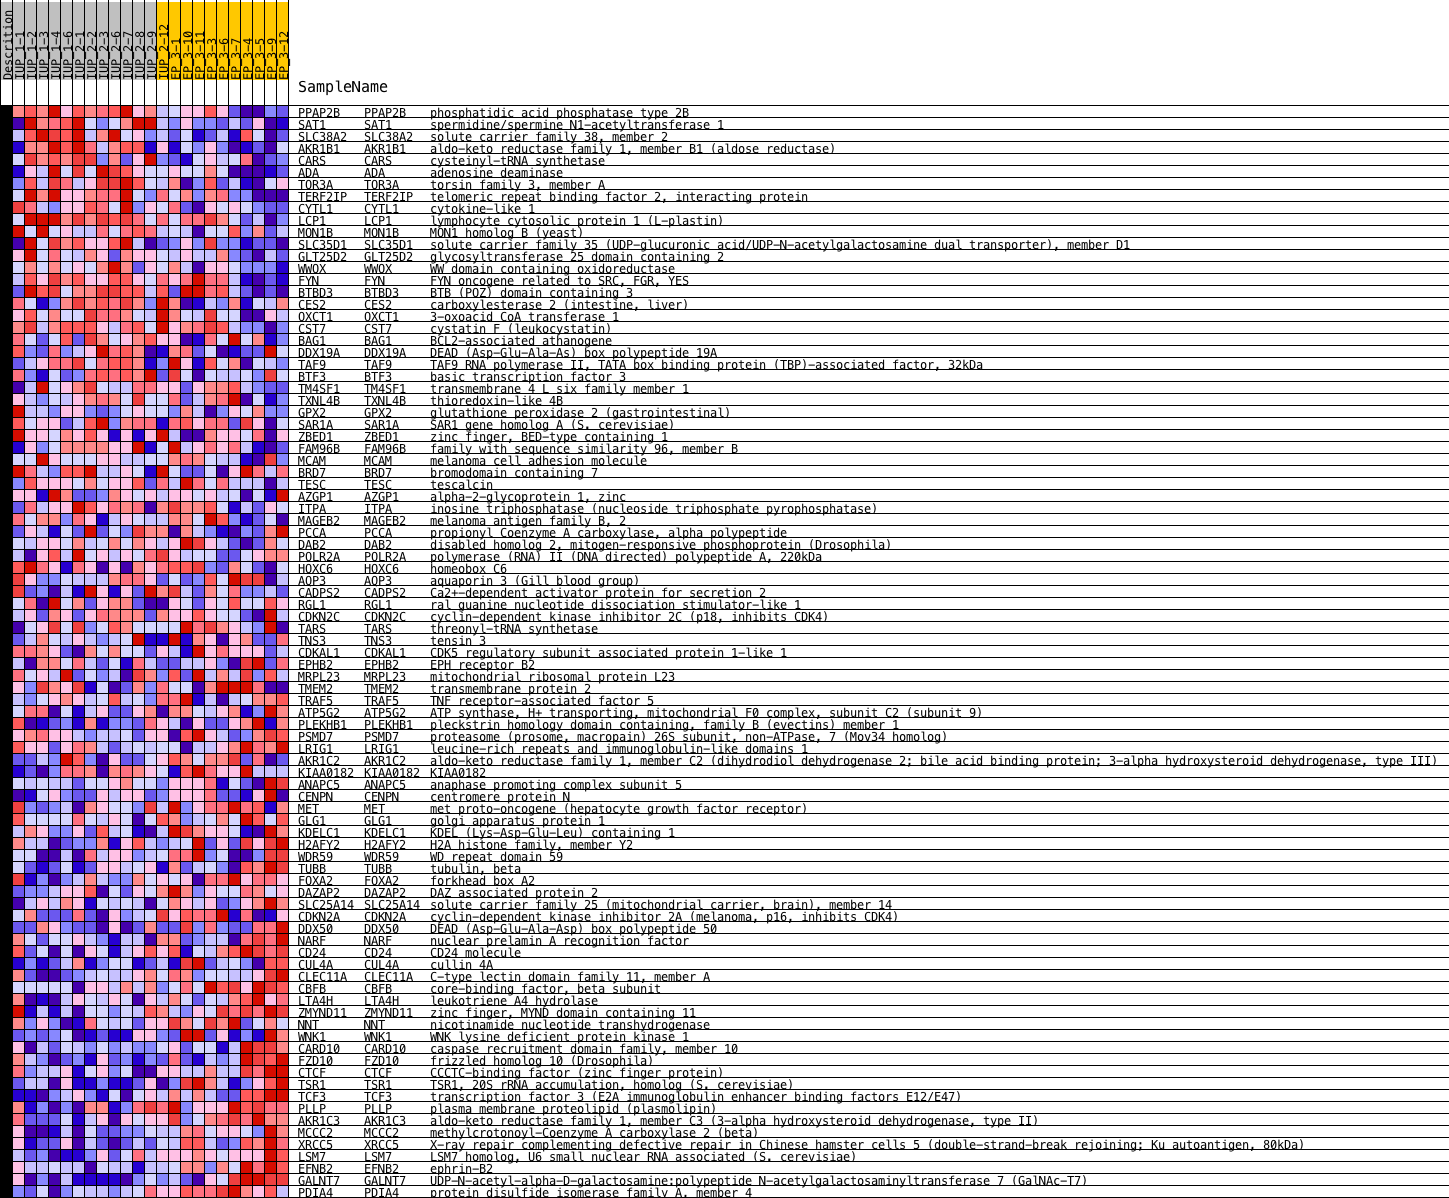 Descrition
IUP_1-1
IUP_1-2
IUP_1-3
IUP_1-4
IUP_1-6
IUP_2-1
IUP_2-2
IUP_2-3
IUP_2-6
IUP_2-7
IUP_2-8
IUP_2-9
IUP_2-12
EP_3-1
EP_3-10
EP_3-11
EP_3-3
EP_3-6
EP_3-7
EP_3-4
EP_3-5
EP_3-9
EP_3-12
SampleName
PPAP2B PPAP2B phosphatidic acid phosphatase type 2B
SAT1 SAT1 spermidine/spermine N1-acetyltransferase 1
SLC38A2 SLC38A2 solute carrier family 38, member 2
AKR1B1 AKR1B1 aldo-keto reductase family 1, member B1 (aldose reductase)
CARS CARS cysteinyl-tRNA synthetase
ADA ADA adenosine deaminase
TOR3A TOR3A torsin family 3, member A
TERF2IP TERF2IP telomeric repeat binding factor 2, interacting protein
CYTL1 CYTL1 cytokine-like 1
LCP1 LCP1 lymphocyte cytosolic protein 1 (L-plastin)
MON1B MON1B MON1 homolog B (yeast)
SLC35D1 SLC35D1 solute carrier family 35 (UDP-glucuronic acid/UDP-N-acetylgalactosamine dual transporter), member D1
GLT25D2 GLT25D2 glycosyltransferase 25 domain containing 2
WWOX WWOX WW domain containing oxidoreductase
FYN FYN FYN oncogene related to SRC, FGR, YES
BTBD3 BTBD3 BTB (POZ) domain containing 3
CES2 CES2 carboxylesterase 2 (intestine, liver)
OXCT1 OXCT1 3-oxoacid CoA transferase 1
CST7 CST7 cystatin F (leukocystatin)
BAG1 BAG1 BCL2-associated athanogene
DDX19A DDX19A DEAD (Asp-Glu-Ala-As) box polypeptide 19A
TAF9 TAF9 TAF9 RNA polymerase II, TATA box binding protein (TBP)-associated factor, 32kDa
BTF3 BTF3 basic transcription factor 3
TM4SF1 TM4SF1 transmembrane 4 L six family member 1
TXNL4B TXNL4B thioredoxin-like 4B
GPX2 GPX2 glutathione peroxidase 2 (gastrointestinal)
SAR1A SAR1A SAR1 gene homolog A (S. cerevisiae)
ZBED1 ZBED1 zinc finger, BED-type containing 1
FAM96B FAM96B family with sequence similarity 96, member B
MCAM MCAM melanoma cell adhesion molecule
BRD7 BRD7 bromodomain containing 7
TESC TESC tescalcin
AZGP1 AZGP1 alpha-2-glycoprotein 1, zinc
ITPA ITPA inosine triphosphatase (nucleoside triphosphate pyrophosphatase)
MAGEB2 MAGEB2 melanoma antigen family B, 2
PCCA PCCA propionyl Coenzyme A carboxylase, alpha polypeptide
DAB2 DAB2 disabled homolog 2, mitogen-responsive phosphoprotein (Drosophila)
POLR2A POLR2A polymerase (RNA) II (DNA directed) polypeptide A, 220kDa
HOXC6 HOXC6 homeobox C6
AQP3 AQP3 aquaporin 3 (Gill blood group)
CADPS2 CADPS2 Ca2+-dependent activator protein for secretion 2
RGL1 RGL1 ral guanine nucleotide dissociation stimulator-like 1
CDKN2C CDKN2C cyclin-dependent kinase inhibitor 2C (p18, inhibits CDK4)
TARS TARS threonyl-tRNA synthetase
TNS3 TNS3 tensin 3
CDKAL1 CDKAL1 CDK5 regulatory subunit associated protein 1-like 1
EPHB2 EPHB2 EPH receptor B2
MRPL23 MRPL23 mitochondrial ribosomal protein L23
TMEM2 TMEM2 transmembrane protein 2
TRAF5 TRAF5 TNF receptor-associated factor 5
ATP5G2 ATP5G2 ATP synthase, H+ transporting, mitochondrial F0 complex, subunit C2 (subunit 9)
PLEKHB1 PLEKHB1 pleckstrin homology domain containing, family B (evectins) member 1
PSMD7 PSMD7 proteasome (prosome, macropain) 26S subunit, non-ATPase, 7 (Mov34 homolog)
LRIG1 LRIG1 leucine-rich repeats and immunoglobulin-like domains 1
AKR1C2 AKR1C2 aldo-keto reductase family 1, member C2 (dihydrodiol dehydrogenase 2; bile acid binding protein; 3-alpha hydroxysteroid dehydrogenase, type III)
KIAA0182 KIAA0182 KIAA0182
ANAPC5 ANAPC5 anaphase promoting complex subunit 5
CENPN CENPN centromere protein N
MET MET met proto-oncogene (hepatocyte growth factor receptor)
GLG1 GLG1 golgi apparatus protein 1
KDELC1 KDELC1 KDEL (Lys-Asp-Glu-Leu) containing 1
H2AFY2 H2AFY2 H2A histone family, member Y2
WDR59 WDR59 WD repeat domain 59
TUBB TUBB tubulin, beta
FOXA2 FOXA2 forkhead box A2
DAZAP2 DAZAP2 DAZ associated protein 2
SLC25A14 SLC25A14 solute carrier family 25 (mitochondrial carrier, brain), member 14
CDKN2A CDKN2A cyclin-dependent kinase inhibitor 2A (melanoma, p16, inhibits CDK4)
DDX50 DDX50 DEAD (Asp-Glu-Ala-Asp) box polypeptide 50
NARF NARF nuclear prelamin A recognition factor
CD24 CD24 CD24 molecule
CUL4A CUL4A cullin 4A
CLEC11A CLEC11A C-type lectin domain family 11, member A
CBFB CBFB core-binding factor, beta subunit
LTA4H LTA4H leukotriene A4 hydrolase
ZMYND11 ZMYND11 zinc finger, MYND domain containing 11
NNT NNT nicotinamide nucleotide transhydrogenase
WNK1 WNK1 WNK lysine deficient protein kinase 1
CARD10 CARD10 caspase recruitment domain family, member 10
FZD10 FZD10 frizzled homolog 10 (Drosophila)
CTCF CTCF CCCTC-binding factor (zinc finger protein)
TSR1 TSR1 TSR1, 20S rRNA accumulation, homolog (S. cerevisiae)
TCF3 TCF3 transcription factor 3 (E2A immunoglobulin enhancer binding factors E12/E47)
PLLP PLLP plasma membrane proteolipid (plasmolipin)
AKR1C3 AKR1C3 aldo-keto reductase family 1, member C3 (3-alpha hydroxysteroid dehydrogenase, type II)
MCCC2 MCCC2 methylcrotonoyl-Coenzyme A carboxylase 2 (beta)
XRCC5 XRCC5 X-ray repair complementing defective repair in Chinese hamster cells 5 (double-strand-break rejoining; Ku autoantigen, 80kDa)
LSM7 LSM7 LSM7 homolog, U6 small nuclear RNA associated (S. cerevisiae)
EFNB2 EFNB2 ephrin-B2
GALNT7 GALNT7 UDP-N-acetyl-alpha-D-galactosamine:polypeptide N-acetylgalactosaminyltransferase 7 (GalNAc-T7)
PDIA4 PDIA4 protein disulfide isomerase family A, member 4